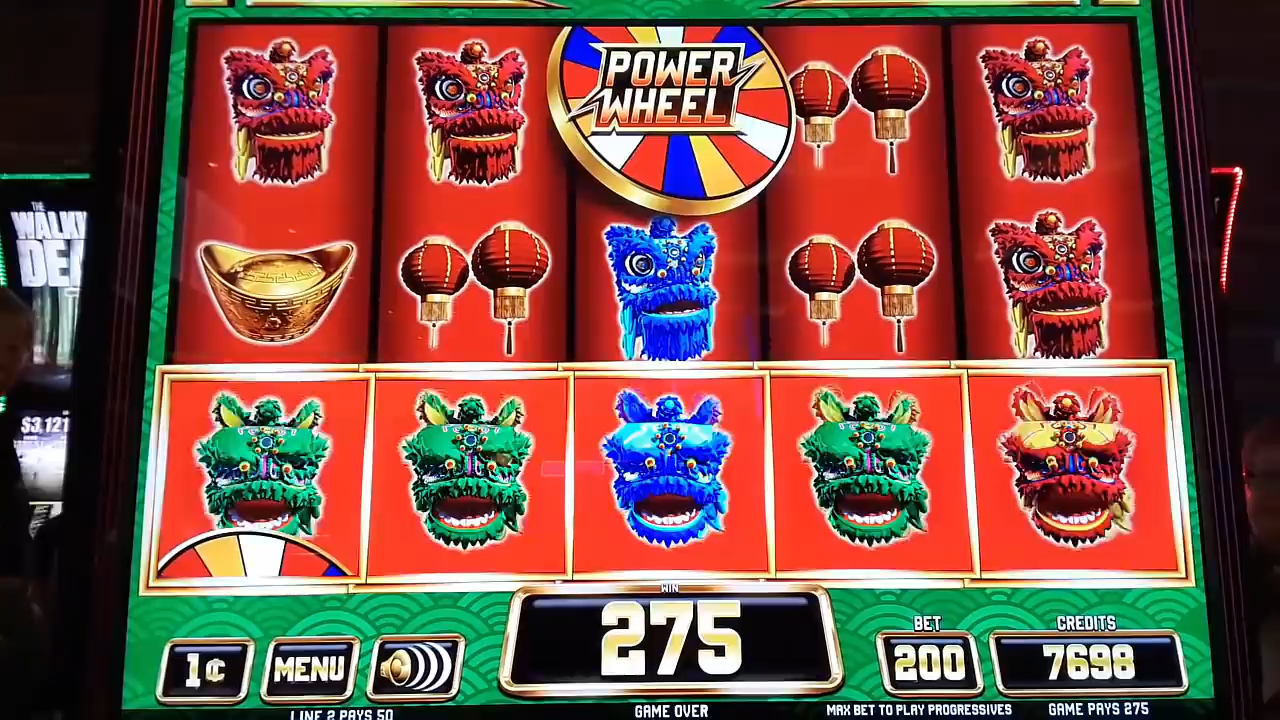 POWER
WHEEL
THE
WALKI
DE
$3,121
WIN
275
BET
200
CREDITS
7698
1¢
MENU
LINE 2 PAYS 50
GAME OVER
MAX BET TO PLAY PROGRESSIVES
GAME PAYS 275